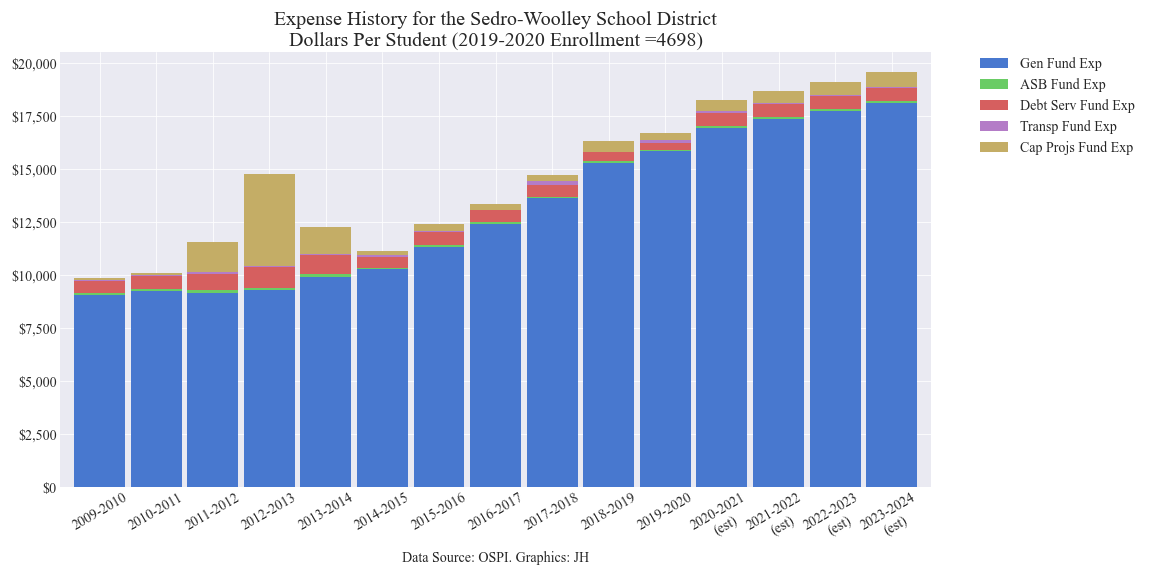 Expense History for the Sedro-Woolley School District
Dollars Per Student (2019-2020 Enrollment =4698)
$20,000
$17,500
$15,000
$12,500
$10,000
$7,500
$5,000
$2,500
$0
Gen Fund Exp
ASB Fund Exp
Debt Serv Fund Exp
Transp Fund Exp
Cap Projs Fund Exp
2009-2010
2010-2011
2011-2012
2012-2013
2013-2014
2014-2015
2015-2016
2016-2017
2017-2018
2018-2019
2019-2020
2020-2021
(est)
2021-2022
(est)
2022-2023
(est)
2023-2024
(est)
Data Source: OSPI. Graphics: JH